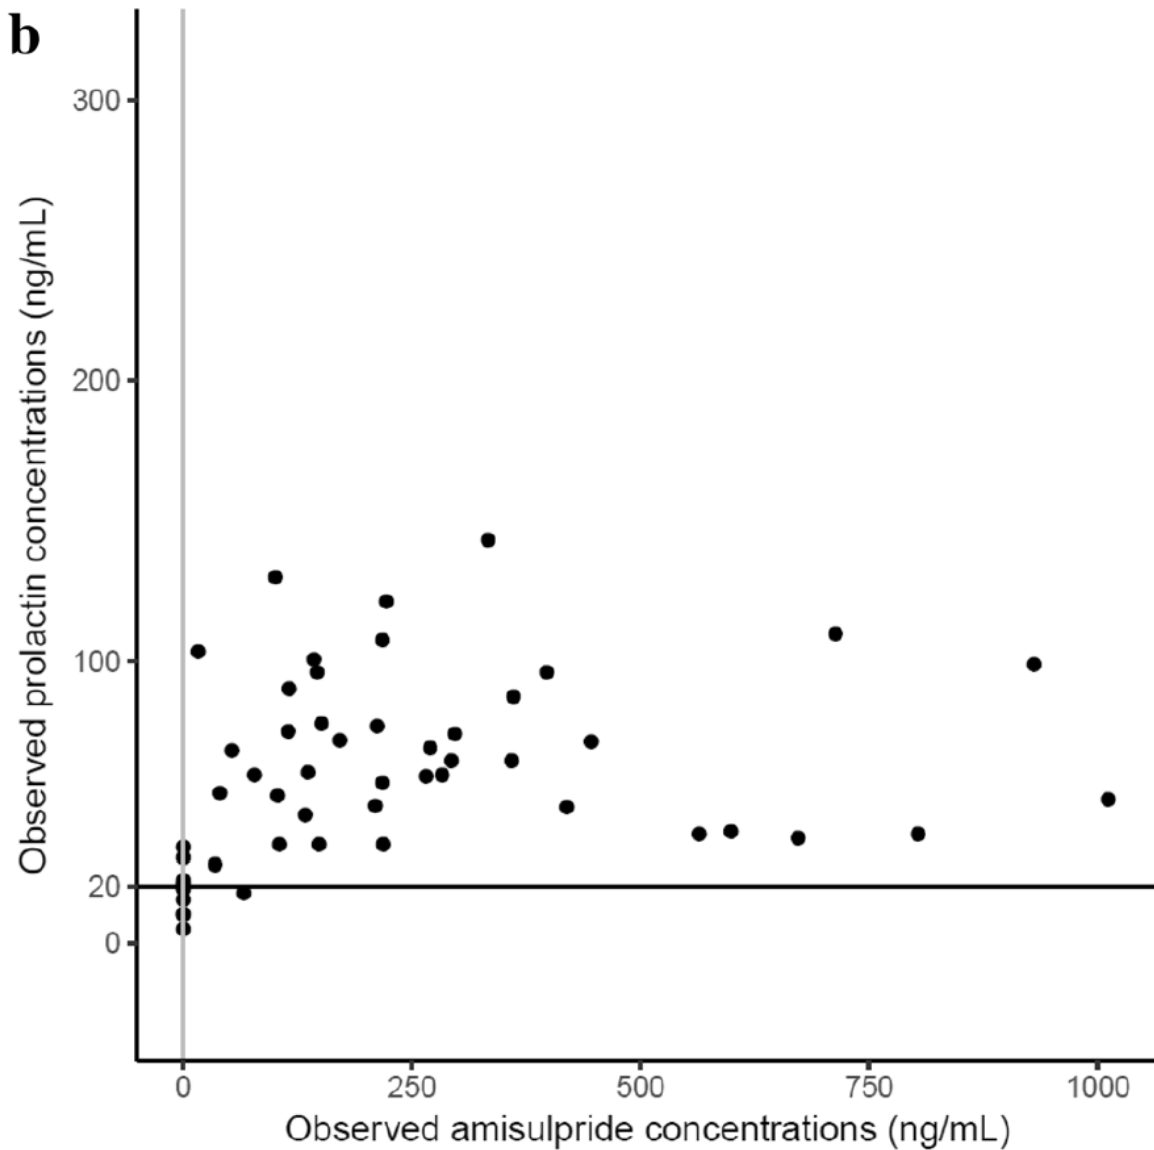 b
Observed prolactin concentrations (ng/mL)
300
200
100
20
0
0 250 500 750 1000
Observed amisulpride concentrations (ng/mL)